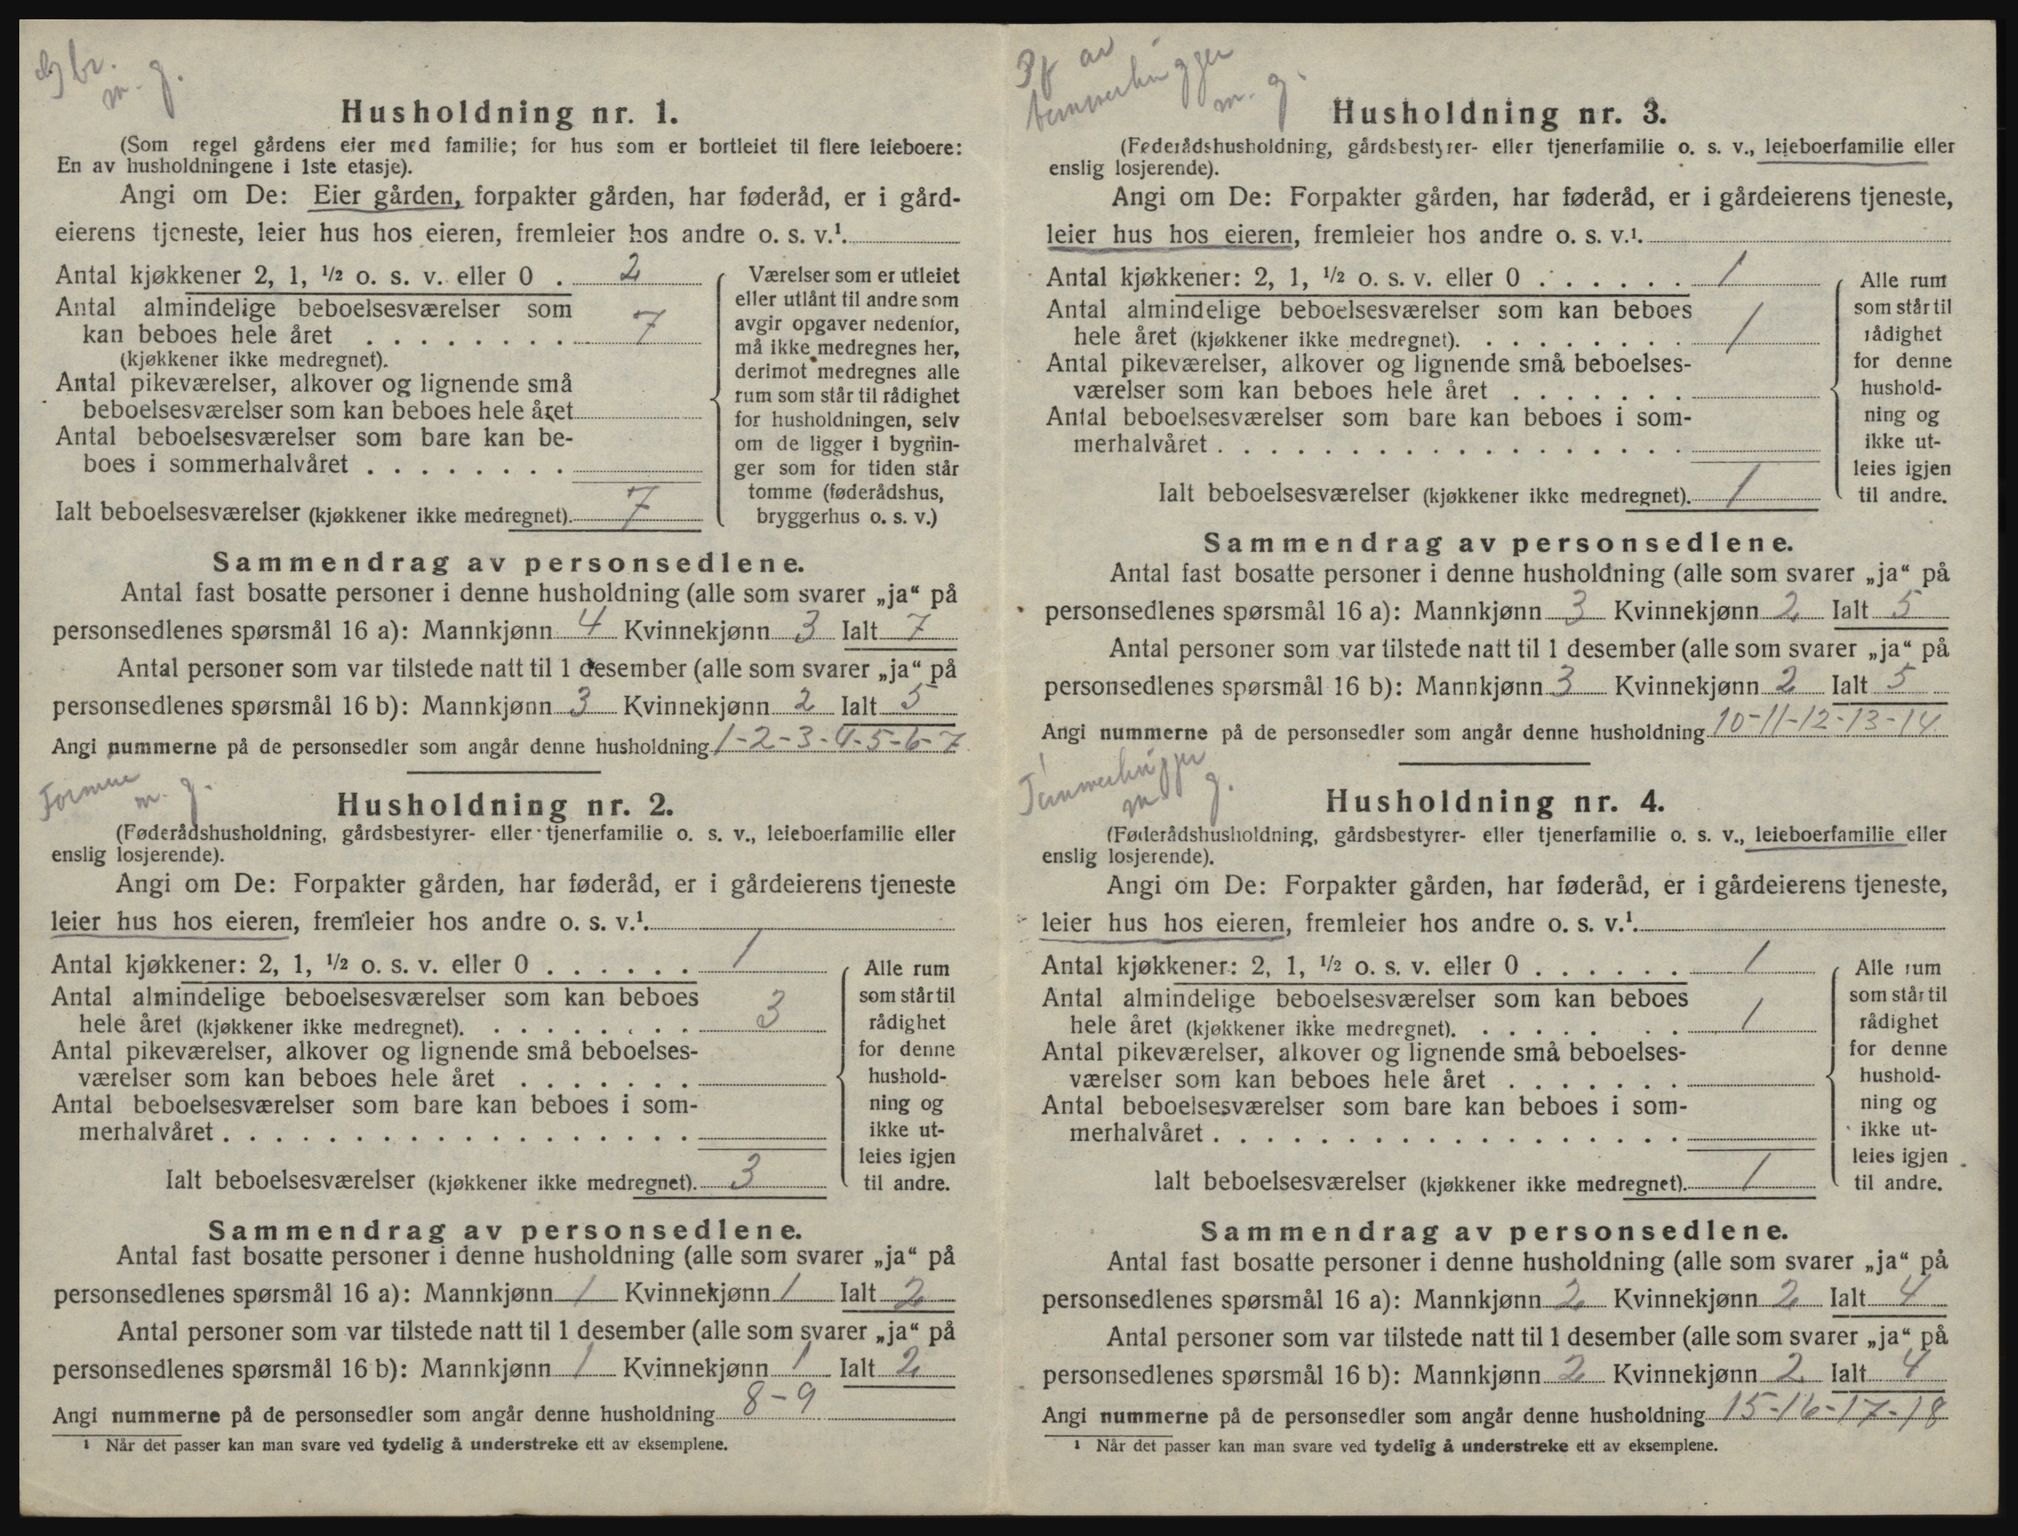 m. g.
Husholdning nr. 1.
(Som regel gårdens eier med familie; for hus som er bortleiet til flere leieboere:
En av husholdningene i 1ste etasje).
Angi om De: Eier gården, forpakter gården, har føderåd, er i gård-
eierens tjeneste, leier hus hos eieren, fremleier hos andre o. s. v.¹.
Antal kjøkkener 2, 1, ½ o. s. v. eller 0 . 2
Antal almindelige beboelsesværelser som
kan beboes hele året . . . . . . . . . 7
(kjøkkener ikke medregnet).
Antal pikeværelser, alkover og lignende små
beboelsesværelser som kan beboes hele året
Antal beboelsesværelser som bare kan be-
boes i sommerhalvåret . . . . . . . .
Ialt beboelsesværelser (kjøkkener ikke medregnet). 7
Værelser som er utleiet
eller utlånt til andre som
avgir opgaver nedenfor,
må ikke medregnes her,
derimot medregnes alle
rum som står til rådighet
for husholdningen, selv
om de ligger i bygnin-
ger som for tiden står
tomme (føderådshus,
bryggerhus o. s. v.)
Sammendrag av personsedlene.
Antal fast bosatte personer i denne husholdning (alle som svarer „ja“ på
personsedlenes spørsmål 16 a): Mannkjønn 4 Kvinnekjønn 3 Ialt 7
Antal personer som var tilstede natt til 1 desember (alle som svarer „ja“ på
personsedlenes spørsmål 16 b): Mannkjønn 3 Kvinnekjønn 2 Ialt 5
Angi nummerne på de personsedler som angår denne husholdning 1-2-3-4-5-6-7
m. g.
Husholdning nr. 2.
(Føderådshusholdning, gårdsbestyrer- eller tjenerfamilie o. s. v., leieboerfamilie eller
enslig losjerende).
Angi om De: Forpakter gården, har føderåd, er i gårdeierens tjeneste
leier hus hos eieren, fremleier hos andre o. s. v.¹.
Antal kjøkkener: 2, 1, ½ o. s. v. eller 0 . . . . . . 1
Antal almindelige beboelsesværelser som kan beboes
hele året (kjøkkener ikke medregnet). . . . . . . . . 3
Antal pikeværelser, alkover og lignende små beboelses-
værelser som kan beboes hele året . . . . . . .
Antal beboelsesværelser som bare kan beboes i som-
merhalvåret . . . . . . . . . . . . . . . . . .
Ialt beboelsesværelser (kjøkkener ikke medregnet). 3
Alle rum
som står til
rådighet
for denne
hushold-
ning og
ikke ut-
leies igjen
til andre.
Sammendrag av personsedlene.
Antal fast bosatte personer i denne husholdning (alle som svarer „ja“ på
personsedlenes spørsmål 16 a): Mannkjønn 1 Kvinnekjønn 1 Ialt 2
Antal personer som var tilstede natt til 1 desember (alle som svarer „ja“ på
personsedlenes spørsmål 16 b): Mannkjønn 1 Kvinnekjønn 1 Ialt 2
Angi nummerne på de personsedler som angår denne husholdning 8-9
¹ Når det passer kan man svare ved tydelig å understreke ett av eksemplene.
av
tømmerhugger
m. g.
Husholdning nr. 3.
(Føderådshusholdning, gårdsbestyrer- eller tjenerfamilie o. s. v., leieboerfamilie eller
enslig losjerende).
Angi om De: Forpakter gården, har føderåd, er i gårdeierens tjeneste,
leier hus hos eieren, fremleier hos andre o. s. v.¹.
Antal kjøkkener: 2, 1, ½ o. s. v. eller 0 . . . . . . 1
Antal almindelige beboelsesværelser som kan beboes
hele året (kjøkkener ikke medregnet). . . . . . . . . 1
Antal pikeværelser, alkover og lignende små beboelses-
værelser som kan beboes hele året . . . . . . .
Antal beboelsesværelser som bare kan beboes i som-
merhalvåret . . . . . . . . . . . . . . . . . .
Ialt beboelsesværelser (kjøkkener ikke medregnet). 1
Alle rum
som står til
rådighet
for denne
hushold-
ning og
ikke ut-
leies igjen
til andre.
Sammendrag av personsedlene.
Antal fast bosatte personer i denne husholdning (alle som svarer „ja“ på
personsedlenes spørsmål 16 a): Mannkjønn 3 Kvinnekjønn 2 Ialt 5
Antal personer som var tilstede natt til 1 desember (alle som svarer „ja“ på
personsedlenes spørsmål 16 b): Mannkjønn 3 Kvinnekjønn 2 Ialt 5
Angi nummerne på de personsedler som angår denne husholdning 10-11-12-13-14
Tømmerhugger
m. g.
Husholdning nr. 4.
(Føderådshusholdning, gårdsbestyrer- eller tjenerfamilie o. s. v., leieboerfamilie eller
enslig losjerende).
Angi om De: Forpakter gården, har føderåd, er i gårdeierens tjeneste,
leier hus hos eieren, fremleier hos andre o. s. v.¹.
Antal kjøkkener: 2, 1, ½ o. s. v. eller 0 . . . . . . 1
Antal almindelige beboelsesværelser som kan beboes
hele året (kjøkkener ikke medregnet). . . . . . . . . 1
Antal pikeværelser, alkover og lignende små beboelses-
værelser som kan beboes hele året . . . . . . .
Antal beboelsesværelser som bare kan beboes i som-
merhalvåret . . . . . . . . . . . . . . . . . .
Ialt beboelsesværelser (kjøkkener ikke medregnet). 1
Alle rum
som står til
rådighet
for denne
hushold-
ning og
ikke ut-
leies igjen
til andre.
Sammendrag av personsedlene.
Antal fast bosatte personer i denne husholdning (alle som svarer „ja“ på
personsedlenes spørsmål 16 a): Mannkjønn 2 Kvinnekjønn 2 Ialt 4
Antal personer som var tilstede natt til 1 desember (alle som svarer „ja“ på
personsedlenes spørsmål 16 b): Mannkjønn 2 Kvinnekjønn 2 Ialt 4
Angi nummerne på de personsedler som angår denne husholdning 15-16-17-18
¹ Når det passer kan man svare ved tydelig å understreke ett av eksemplene.